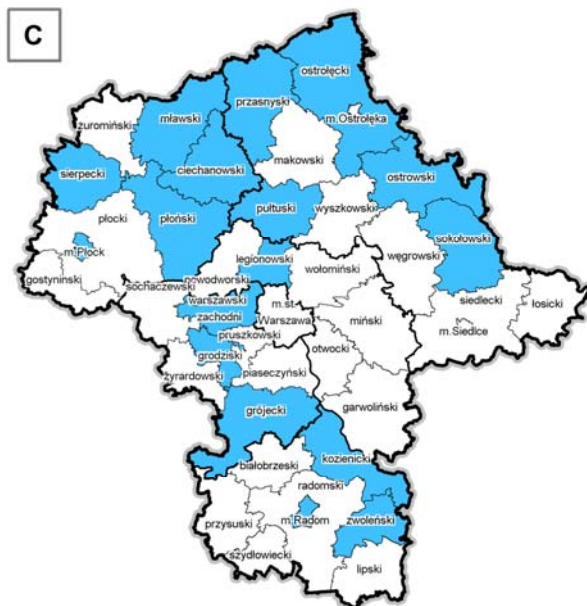 C
ostrołęcki
przasnyski
mławski
żuromiński
m.Ostrołęka
makowski
ciechanowski
sierpecki
ostrowski
pułtuski
wyszkowski
płoński
płocki
sokołowski
m.Płock
węgrowski
legionowski
wołomiński
nowodworski
gostyniński
sochaczewski
siedlecki
łosicki
warszawski
zachodni
m.st.
Warszawa
miński
m.Siedlce
pruszkowski
otwocki
grodziski
piaseczyński
żyrardowski
garwoliński
grójecki
kozienicki
białobrzeski
radomski
przysuski
m.Radom
zwoleński
szydłowiecki
lipski